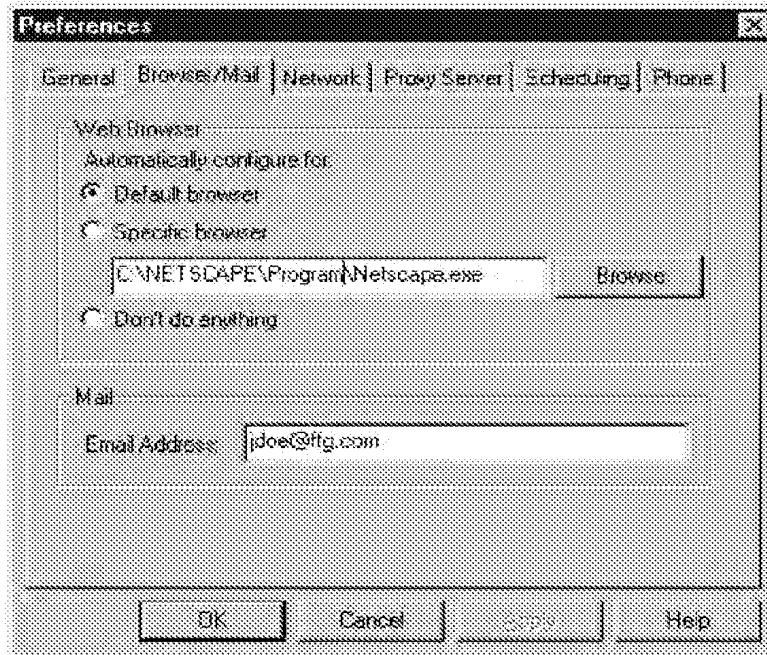 Preferences
General Browser/Mail Network Proxy Server Scheduling Phone
Web Browser
Automatically configure for:
Default browser
Specific browser
C:\NETSCAPE\Program\Netscape.exe Browse
Don't do anything
Mail
Email Address: jdoe@ftg.com
OK Cancel Apply Help